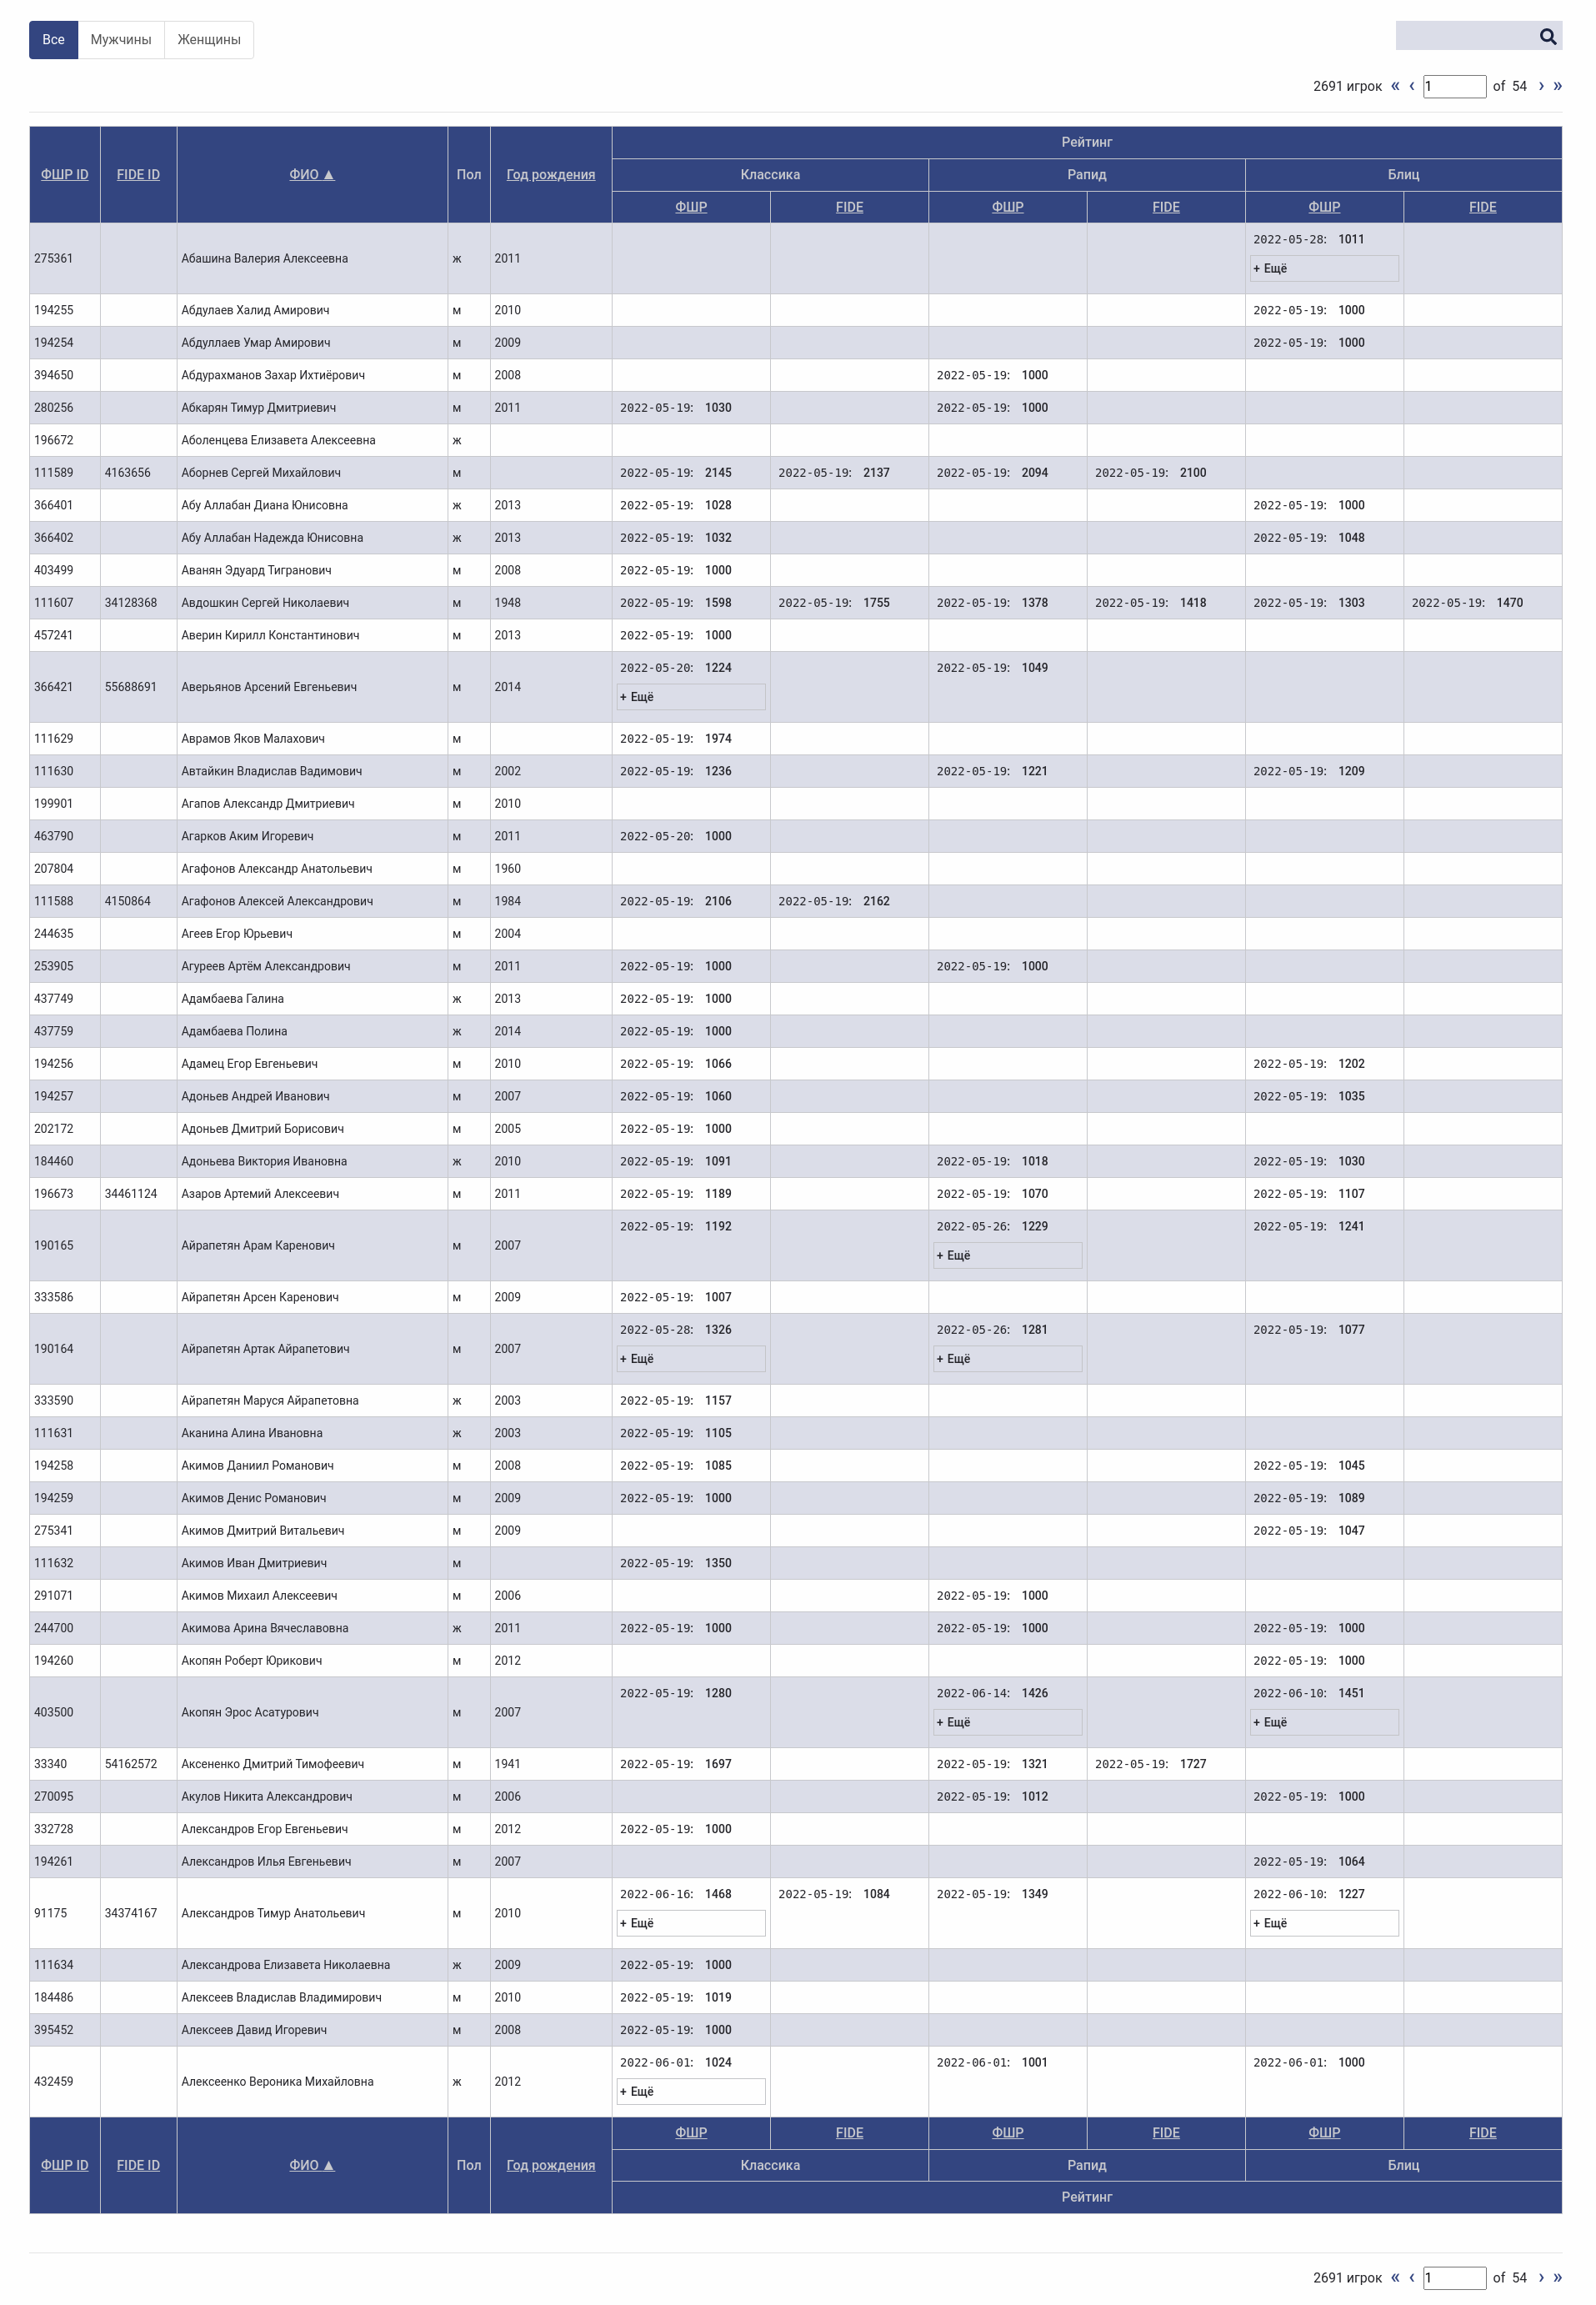 Все Мужчины Женщины
2691 игрок « ‹ 1 of 54 › »
Рейтинг
ФШР ID FIDE ID ФИО ▲ Пол Год рождения Классика Рапид Блиц
ФШР FIDE ФШР FIDE ФШР FIDE
275361 Абашина Валерия Алексеевна ж 2011 2022-05-28: 1011
+ Ещё
194255 Абдулаев Халид Амирович м 2010 2022-05-19: 1000
194254 Абдуллаев Умар Амирович м 2009 2022-05-19: 1000
394650 Абдурахманов Захар Ихтиёрович м 2008 2022-05-19: 1000
280256 Абкарян Тимур Дмитриевич м 2011 2022-05-19: 1030 2022-05-19: 1000
196672 Аболенцева Елизавета Алексеевна ж
111589 4163656 Аборнев Сергей Михайлович м 2022-05-19: 2145 2022-05-19: 2137 2022-05-19: 2094 2022-05-19: 2100
366401 Абу Аллабан Диана Юнисовна ж 2013 2022-05-19: 1028 2022-05-19: 1000
366402 Абу Аллабан Надежда Юнисовна ж 2013 2022-05-19: 1032 2022-05-19: 1048
403499 Аванян Эдуард Тигранович м 2008 2022-05-19: 1000
111607 34128368 Авдошкин Сергей Николаевич м 1948 2022-05-19: 1598 2022-05-19: 1755 2022-05-19: 1378 2022-05-19: 1418 2022-05-19: 1303 2022-05-19: 1470
457241 Аверин Кирилл Константинович м 2013 2022-05-19: 1000
366421 55688691 Аверьянов Арсений Евгеньевич м 2014 2022-05-20: 1224 2022-05-19: 1049
+ Ещё
111629 Аврамов Яков Малахович м 2022-05-19: 1974
111630 Автайкин Владислав Вадимович м 2002 2022-05-19: 1236 2022-05-19: 1221 2022-05-19: 1209
199901 Агапов Александр Дмитриевич м 2010
463790 Агарков Аким Игоревич м 2011 2022-05-20: 1000
207804 Агафонов Александр Анатольевич м 1960
111588 4150864 Агафонов Алексей Александрович м 1984 2022-05-19: 2106 2022-05-19: 2162
244635 Агеев Егор Юрьевич м 2004
253905 Агуреев Артём Александрович м 2011 2022-05-19: 1000 2022-05-19: 1000
437749 Адамбаева Галина ж 2013 2022-05-19: 1000
437759 Адамбаева Полина ж 2014 2022-05-19: 1000
194256 Адамец Егор Евгеньевич м 2010 2022-05-19: 1066 2022-05-19: 1202
194257 Адоньев Андрей Иванович м 2007 2022-05-19: 1060 2022-05-19: 1035
202172 Адоньев Дмитрий Борисович м 2005 2022-05-19: 1000
184460 Адоньева Виктория Ивановна ж 2010 2022-05-19: 1091 2022-05-19: 1018 2022-05-19: 1030
196673 34461124 Азаров Артемий Алексеевич м 2011 2022-05-19: 1189 2022-05-19: 1070 2022-05-19: 1107
190165 Айрапетян Арам Каренович м 2007 2022-05-19: 1192 2022-05-26: 1229 2022-05-19: 1241
+ Ещё
333586 Айрапетян Арсен Каренович м 2009 2022-05-19: 1007
190164 Айрапетян Артак Айрапетович м 2007 2022-05-28: 1326 2022-05-26: 1281 2022-05-19: 1077
+ Ещё + Ещё
333590 Айрапетян Маруся Айрапетовна ж 2003 2022-05-19: 1157
111631 Аканина Алина Ивановна ж 2003 2022-05-19: 1105
194258 Акимов Даниил Романович м 2008 2022-05-19: 1085 2022-05-19: 1045
194259 Акимов Денис Романович м 2009 2022-05-19: 1000 2022-05-19: 1089
275341 Акимов Дмитрий Витальевич м 2009 2022-05-19: 1047
111632 Акимов Иван Дмитриевич м 2022-05-19: 1350
291071 Акимов Михаил Алексеевич м 2006 2022-05-19: 1000
244700 Акимова Арина Вячеславовна ж 2011 2022-05-19: 1000 2022-05-19: 1000 2022-05-19: 1000
194260 Акопян Роберт Юрикович м 2012 2022-05-19: 1000
403500 Акопян Эрос Асатурович м 2007 2022-05-19: 1280 2022-06-14: 1426 2022-06-10: 1451
+ Ещё + Ещё
33340 54162572 Аксененко Дмитрий Тимофеевич м 1941 2022-05-19: 1697 2022-05-19: 1321 2022-05-19: 1727
270095 Акулов Никита Александрович м 2006 2022-05-19: 1012 2022-05-19: 1000
332728 Александров Егор Евгеньевич м 2012 2022-05-19: 1000
194261 Александров Илья Евгеньевич м 2007 2022-05-19: 1064
91175 34374167 Александров Тимур Анатольевич м 2010 2022-06-16: 1468 2022-05-19: 1084 2022-05-19: 1349 2022-06-10: 1227
+ Ещё + Ещё
111634 Александрова Елизавета Николаевна ж 2009 2022-05-19: 1000
184486 Алексеев Владислав Владимирович м 2010 2022-05-19: 1019
395452 Алексеев Давид Игоревич м 2008 2022-05-19: 1000
432459 Алексеенко Вероника Михайловна ж 2012 2022-06-01: 1024 2022-06-01: 1001 2022-06-01: 1000
+ Ещё
ФШР FIDE ФШР FIDE ФШР FIDE
ФШР ID FIDE ID ФИО ▲ Пол Год рождения Классика Рапид Блиц
Рейтинг
2691 игрок « ‹ 1 of 54 › »